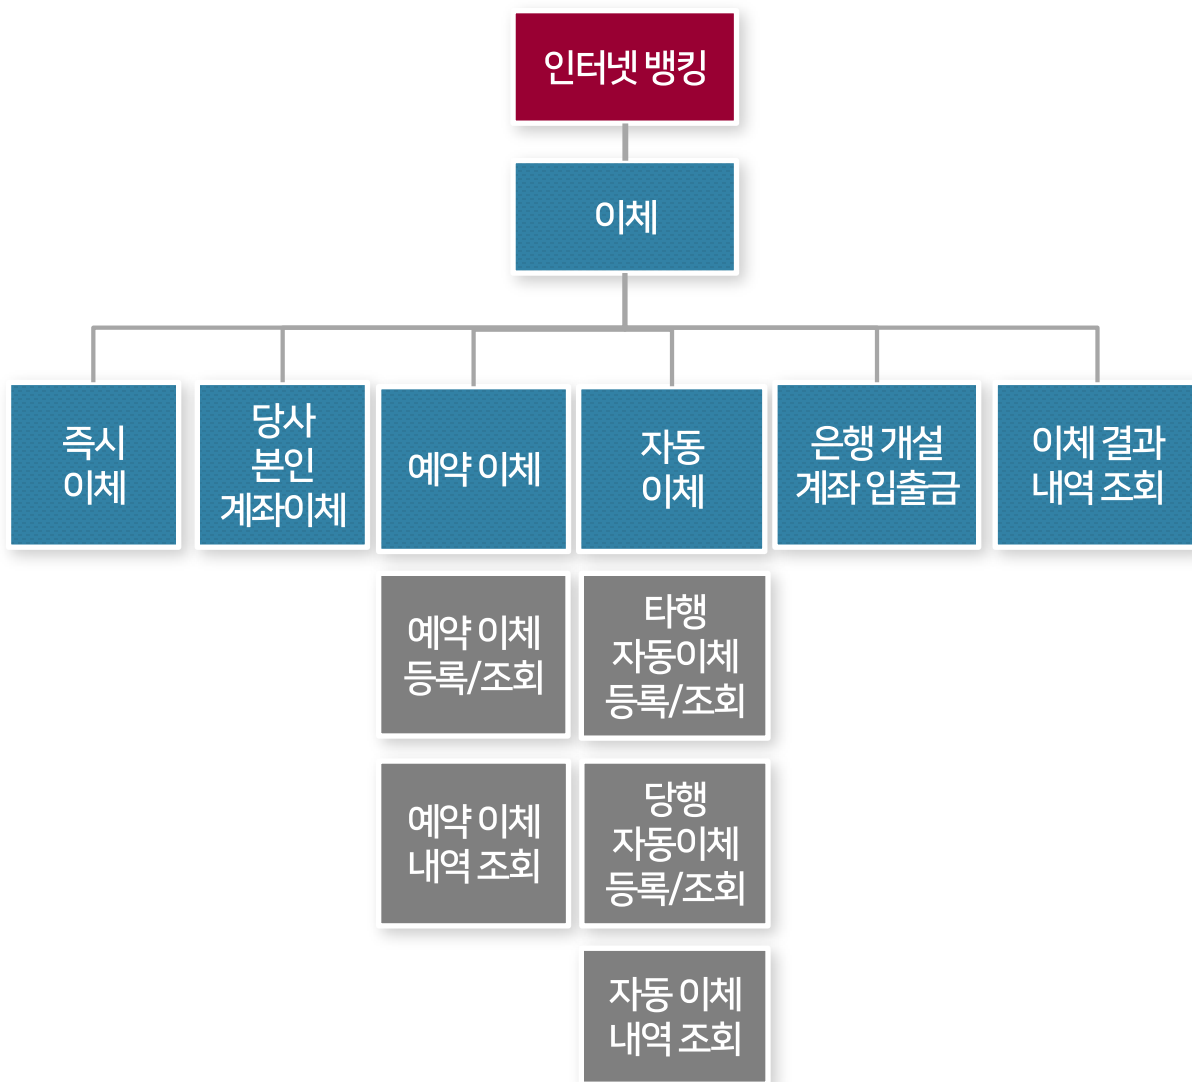 인터넷 뱅킹
이체
즉시
이체
당사
본인
계좌이체
예약 이체
자동
이체
은행 개설
계좌 입출금
이체 결과
내역 조회
예약 이체
등록/조회
타행
자동이체
등록/조회
예약 이체
내역 조회
당행
자동이체
등록/조회
자동 이체
내역 조회